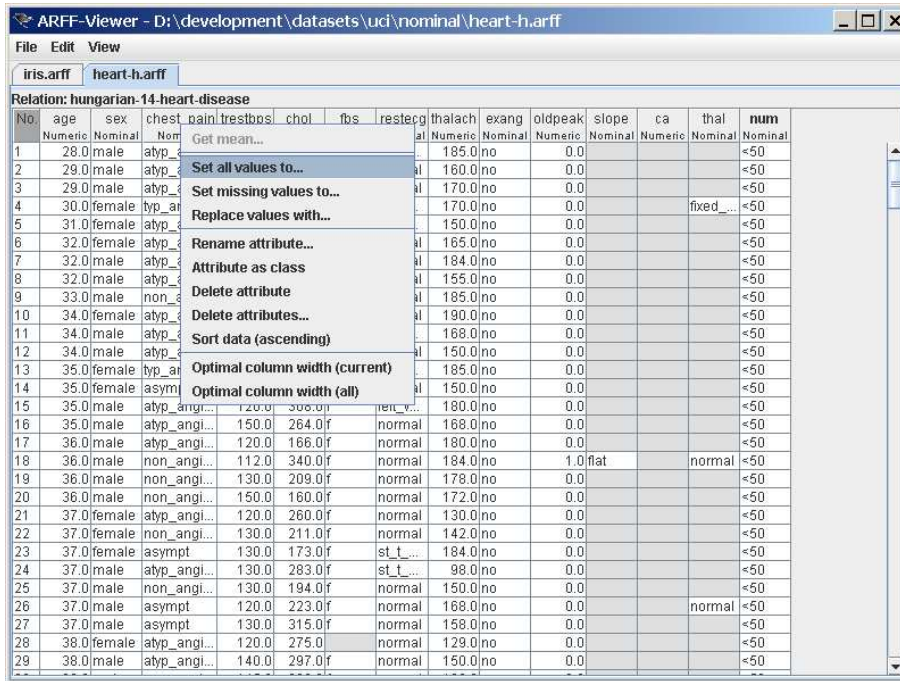 ARFF-Viewer - D:\development\datasets\uci\nominal\heart-h.arff
File Edit View
iris.arff heart-h.arff
Relation: hungarian-14-heart-disease
No. age sex chest_pain trestbps chol fbs restecg thalach exang oldpeak slope ca thal num
Numeric Nominal Nom al Numeric Nominal Numeric Nominal Numeric Nominal Nominal
Get mean...
Set all values to...
Set missing values to...
Replace values with...
Rename attribute...
Attribute as class
Delete attribute
Delete attributes...
Sort data (ascending)
Optimal column width (current)
Optimal column width (all)
1 28.0 male atyp_ 185.0 no 0.0 <50
2 29.0 male atyp_ al 160.0 no 0.0 <50
3 29.0 male atyp_ al 170.0 no 0.0 <50
4 30.0 female typ_ar 170.0 no 0.0 fixed_... <50
5 31.0 female atyp_ 150.0 no 0.0 <50
6 32.0 female atyp_ al 165.0 no 0.0 <50
7 32.0 male atyp_ al 184.0 no 0.0 <50
8 32.0 male atyp_ al 155.0 no 0.0 <50
9 33.0 male non_a al 185.0 no 0.0 <50
10 34.0 female atyp_ al 190.0 no 0.0 <50
11 34.0 male atyp_ 168.0 no 0.0 <50
12 34.0 male atyp_ al 150.0 no 0.0 <50
13 35.0 female typ_ar 185.0 no 0.0 <50
14 35.0 female asymp al 150.0 no 0.0 <50
15 35.0 male atyp_angi... 120.0 308.0 f left_v... 180.0 no 0.0 <50
16 35.0 male atyp_angi... 150.0 264.0 f normal 168.0 no 0.0 <50
17 36.0 male atyp_angi... 120.0 166.0 f normal 180.0 no 0.0 <50
18 36.0 male non_angi... 112.0 340.0 f normal 184.0 no 1.0 flat normal <50
19 36.0 male non_angi... 130.0 209.0 f normal 178.0 no 0.0 <50
20 36.0 male non_angi... 150.0 160.0 f normal 172.0 no 0.0 <50
21 37.0 female atyp_angi... 120.0 260.0 f normal 130.0 no 0.0 <50
22 37.0 female non_angi... 130.0 211.0 f normal 142.0 no 0.0 <50
23 37.0 female asympt 130.0 173.0 f st_t_... 184.0 no 0.0 <50
24 37.0 male atyp_angi... 130.0 283.0 f st_t_... 98.0 no 0.0 <50
25 37.0 male non_angi... 130.0 194.0 f normal 150.0 no 0.0 <50
26 37.0 male asympt 120.0 223.0 f normal 168.0 no 0.0 normal <50
27 37.0 male asympt 130.0 315.0 f normal 158.0 no 0.0 <50
28 38.0 female atyp_angi... 120.0 275.0 normal 129.0 no 0.0 <50
29 38.0 male atyp_angi... 140.0 297.0 f normal 150.0 no 0.0 <50